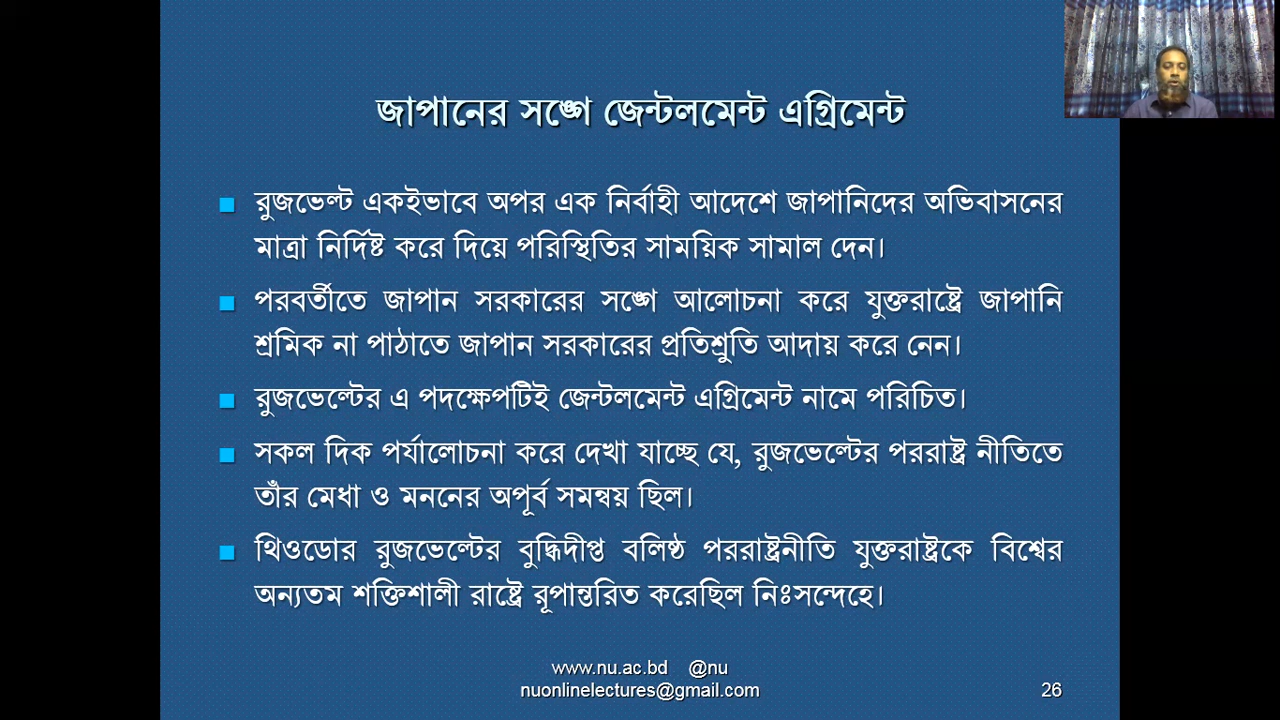 জাপানের সঙ্গে জেন্টলমেন্ট এগ্রিমেন্ট
রুজভেল্ট একইভাবে অপর এক নির্বাহী আদেশে জাপানিদের অভিবাসনের
মাত্রা নির্দিষ্ট করে দিয়ে পরিস্থিতির সাময়িক সামাল দেন।
পরবর্তীতে জাপান সরকারের সঙ্গে আলোচনা করে যুক্তরাষ্ট্রে জাপানি
শ্রমিক না পাঠাতে জাপান সরকারের প্রতিশ্রুতি আদায় করে নেন।
রুজভেল্টের এ পদক্ষেপটিই জেন্টলমেন্ট এগ্রিমেন্ট নামে পরিচিত।
সকল দিক পর্যালোচনা করে দেখা যাচ্ছে যে, রুজভেল্টের পররাষ্ট্র নীতিতে
তাঁর মেধা ও মননের অপূর্ব সমন্বয় ছিল।
থিওডোর রুজভেল্টের বুদ্ধিদীপ্ত বলিষ্ঠ পররাষ্ট্রনীতি যুক্তরাষ্ট্রকে বিশ্বের
অন্যতম শক্তিশালী রাষ্ট্রে রূপান্তরিত করেছিল নিঃসন্দেহে।
www.nu.ac.bd @nu
nuonlinelectures@gmail.com
26